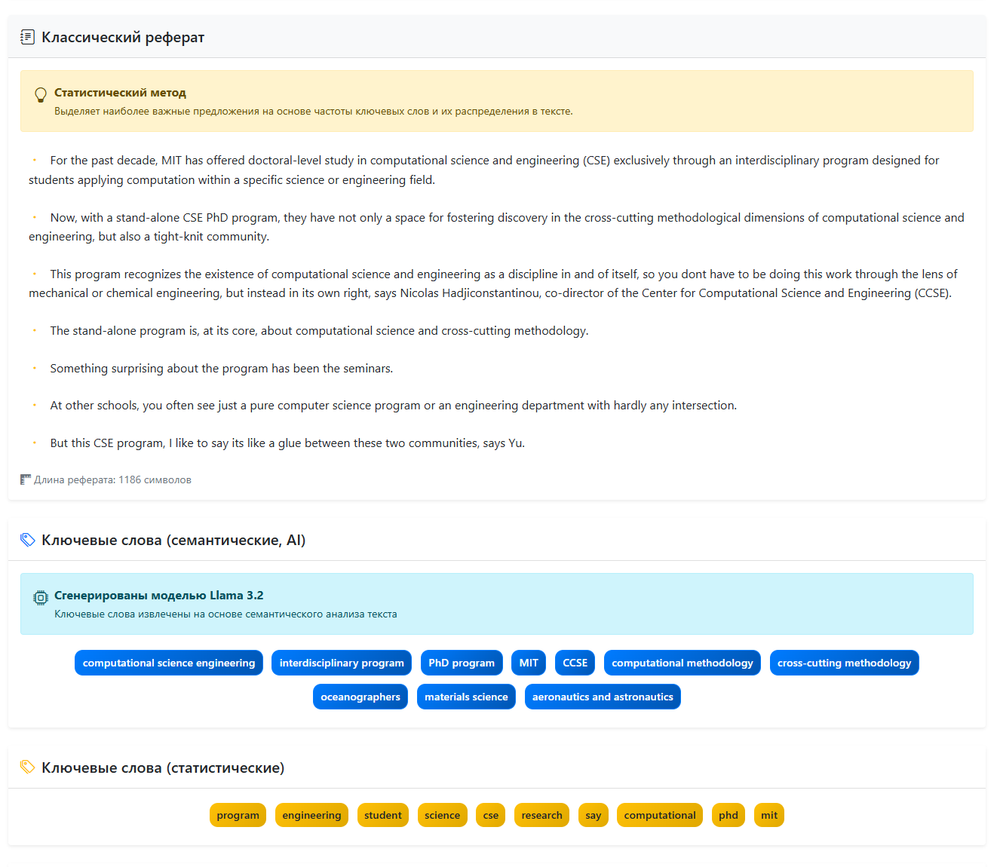 Классический реферат
Статистический метод
Выделяет наиболее важные предложения на основе частоты ключевых слов и их распределения в тексте.
For the past decade, MIT has offered doctoral-level study in computational science and engineering (CSE) exclusively through an interdisciplinary program designed for
students applying computation within a specific science or engineering field.
Now, with a stand-alone CSE PhD program, they have not only a space for fostering discovery in the cross-cutting methodological dimensions of computational science and
engineering, but also a tight-knit community.
This program recognizes the existence of computational science and engineering as a discipline in and of itself, so you dont have to be doing this work through the lens of
mechanical or chemical engineering, but instead in its own right, says Nicolas Hadjiconstantinou, co-director of the Center for Computational Science and Engineering (CCSE).
The stand-alone program is, at its core, about computational science and cross-cutting methodology.
Something surprising about the program has been the seminars.
At other schools, you often see just a pure computer science program or an engineering department with hardly any intersection.
But this CSE program, I like to say its like a glue between these two communities, says Yu.
Длина реферата: 1186 символов
Ключевые слова (семантические, AI)
Сгенерированы моделью Llama 3.2
Ключевые слова извлечены на основе семантического анализа текста
computational science engineering interdisciplinary program PhD program MIT CCSE computational methodology cross-cutting methodology
oceanographers materials science aeronautics and astronautics
Ключевые слова (статистические)
program engineering student science cse research say computational phd mit